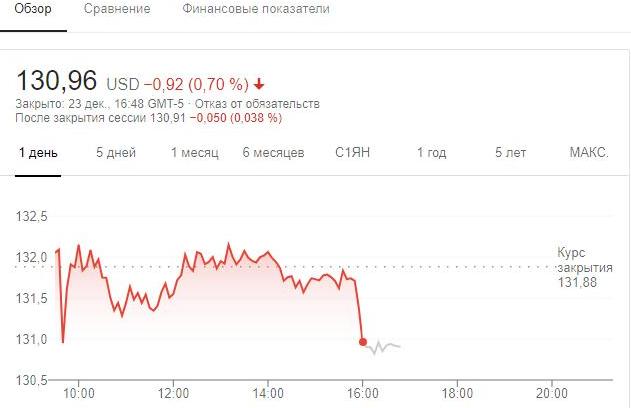 Обзор Сравнение Финансовые показатели
130,96 USD −0,92 (0,70 %)
Закрыто: 23 дек., 16:48 GMT-5 · Отказ от обязательств
После закрытия сессии 130,91 −0,050 (0,038 %)
1 день 5 дней 1 месяц 6 месяцев С1ЯН 1 год 5 лет МАКС.
132,5
132,0
Курс
закрытия
131,88
131,5
131,0
130,5
10:00 12:00 14:00 16:00 18:00 20:00